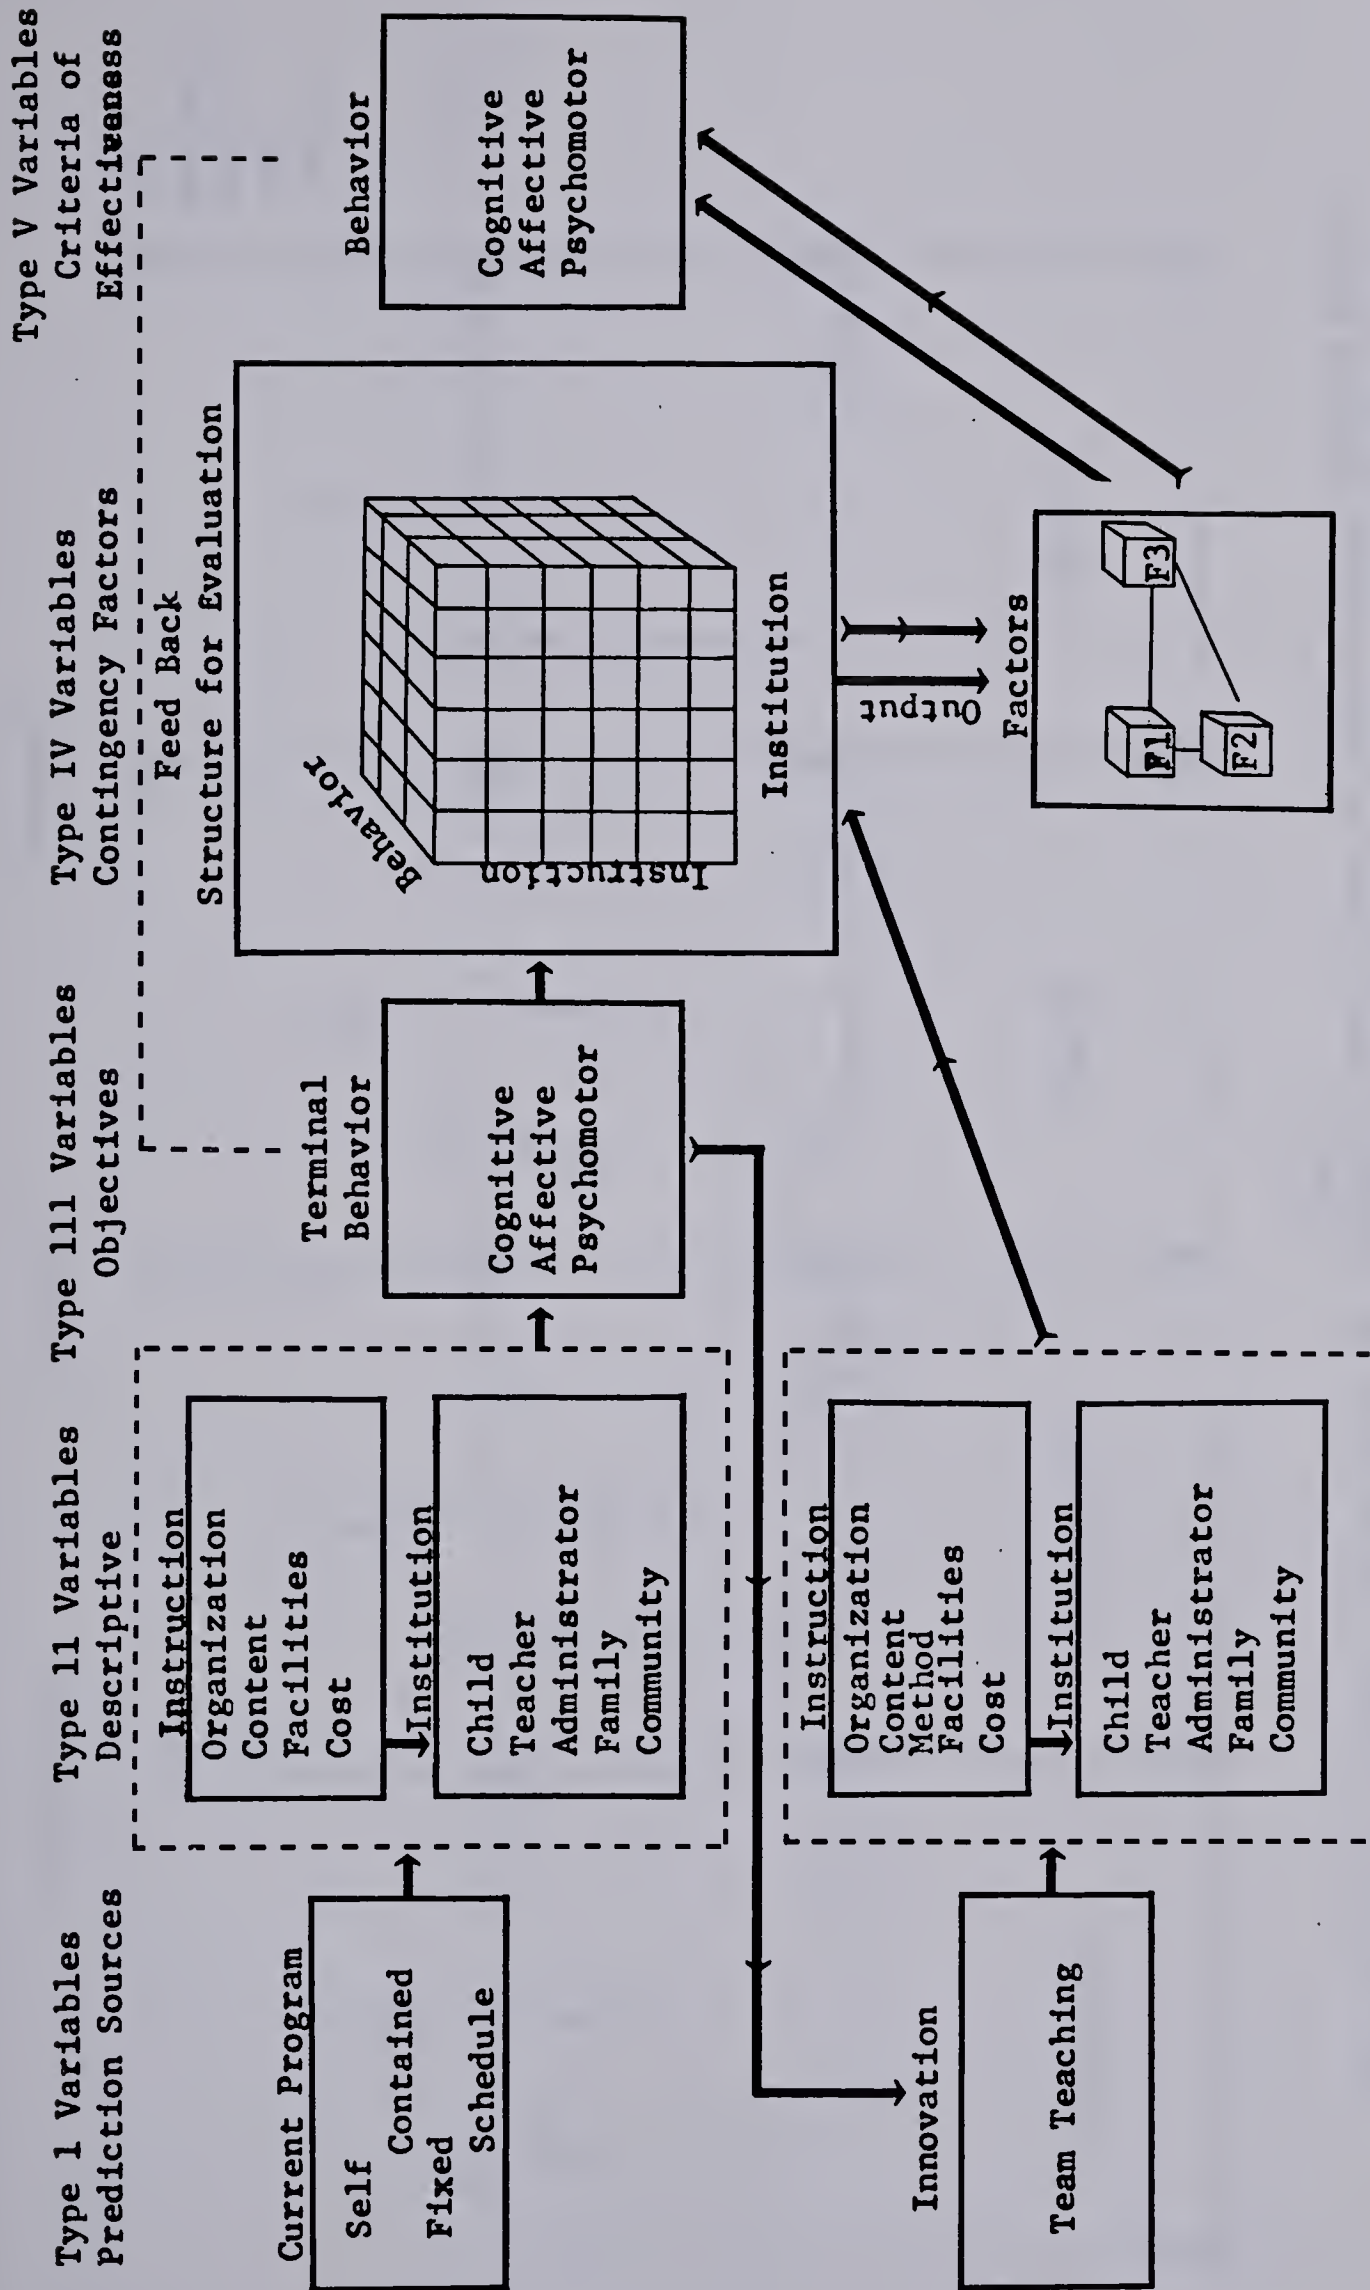 Type 1 Variables
Prediction Sources
Type 11 Variables
Descriptive
Type 111 Variables
Objectives
Type IV Variables
Contingency Factors
Type V Variables
Criteria of
Effectiveness
Feed Back
Current Program
Self
Contained
Fixed
Schedule
Instruction
Organization
Content
Facilities
Cost
Institution
Child
Teacher
Administrator
Family
Community
Terminal
Behavior
Cognitive
Affective
Psychomotor
Structure for Evaluation
Behavior
Instruction
Institution
Output
Behavior
Cognitive
Affective
Psychomotor
Innovation
Team Teaching
Instruction
Organization
Content
Method
Facilities
Cost
Institution
Child
Teacher
Administrator
Family
Community
Factors
F1
F2
F3